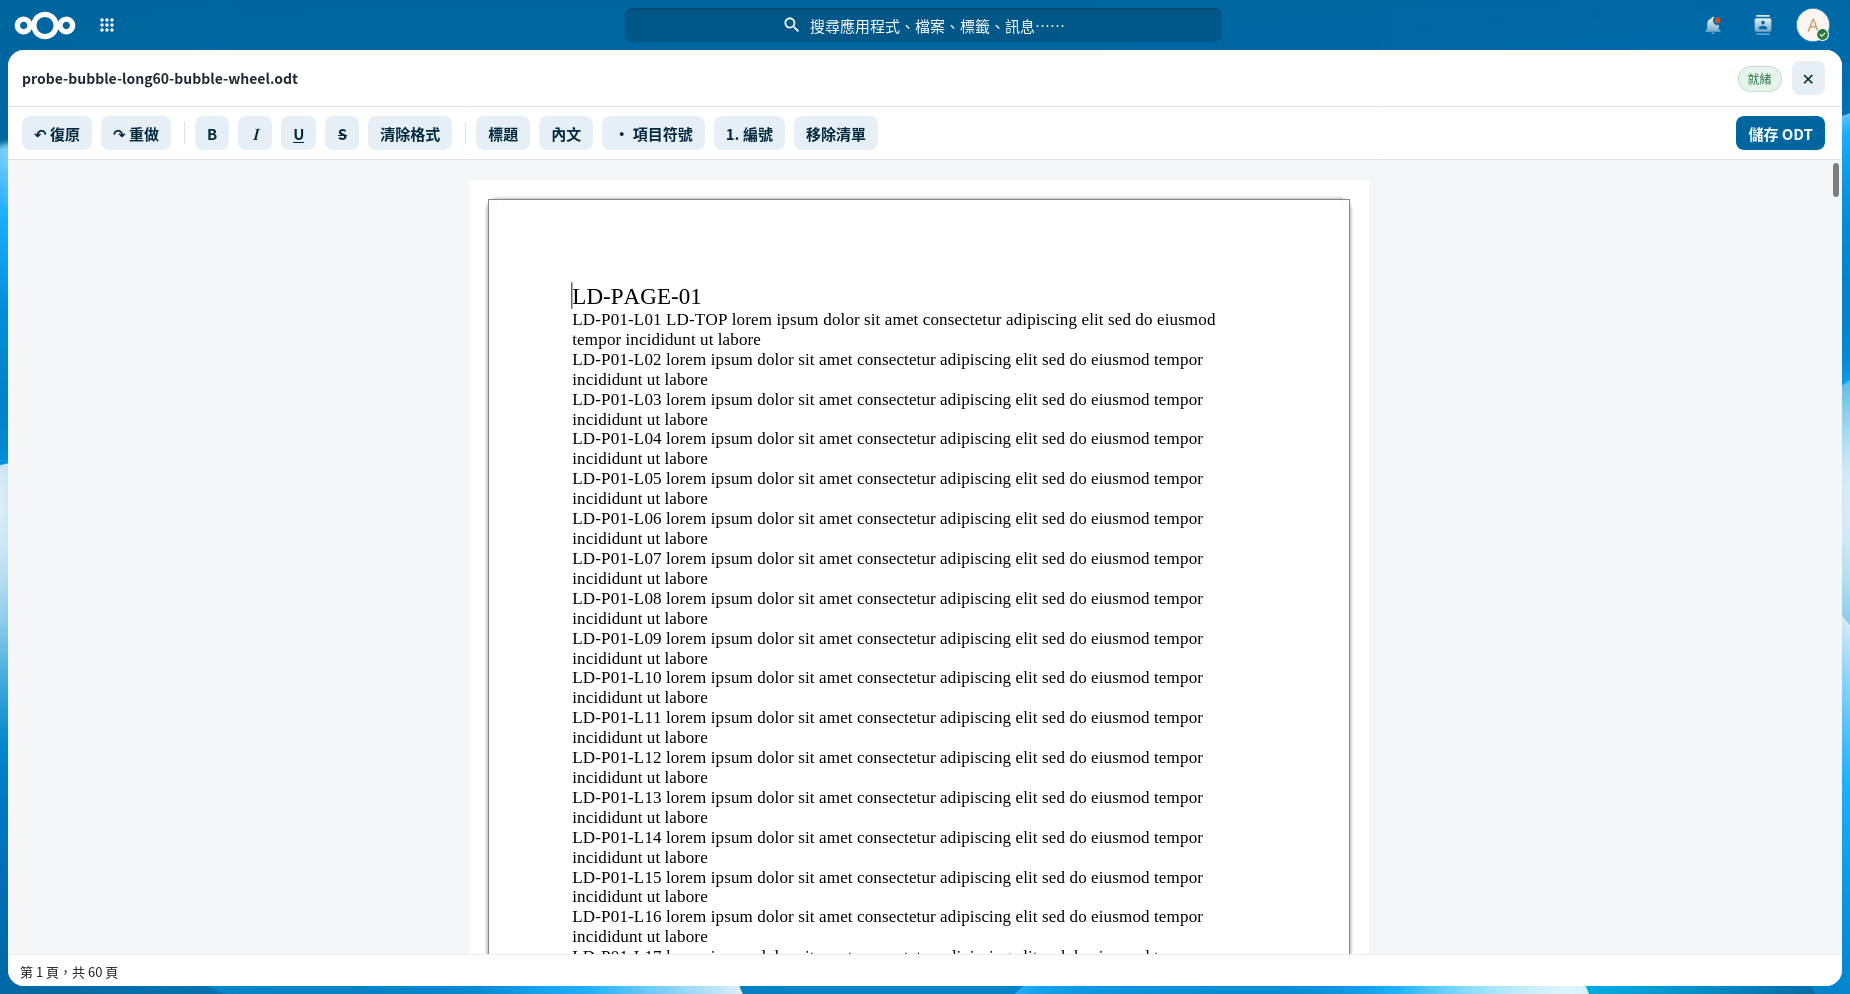 搜尋應用程式、檔案、標籤、訊息……
A
probe-bubble-long60-bubble-wheel.odt
就緒
✕
↶ 復原 ↷ 重做 B I U S 清除格式 標題 內文 • 項目符號 1. 編號 移除清單 儲存 ODT
LD-PAGE-01
LD-P01-L01 LD-TOP lorem ipsum dolor sit amet consectetur adipiscing elit sed do eiusmod
tempor incididunt ut labore
LD-P01-L02 lorem ipsum dolor sit amet consectetur adipiscing elit sed do eiusmod tempor
incididunt ut labore
LD-P01-L03 lorem ipsum dolor sit amet consectetur adipiscing elit sed do eiusmod tempor
incididunt ut labore
LD-P01-L04 lorem ipsum dolor sit amet consectetur adipiscing elit sed do eiusmod tempor
incididunt ut labore
LD-P01-L05 lorem ipsum dolor sit amet consectetur adipiscing elit sed do eiusmod tempor
incididunt ut labore
LD-P01-L06 lorem ipsum dolor sit amet consectetur adipiscing elit sed do eiusmod tempor
incididunt ut labore
LD-P01-L07 lorem ipsum dolor sit amet consectetur adipiscing elit sed do eiusmod tempor
incididunt ut labore
LD-P01-L08 lorem ipsum dolor sit amet consectetur adipiscing elit sed do eiusmod tempor
incididunt ut labore
LD-P01-L09 lorem ipsum dolor sit amet consectetur adipiscing elit sed do eiusmod tempor
incididunt ut labore
LD-P01-L10 lorem ipsum dolor sit amet consectetur adipiscing elit sed do eiusmod tempor
incididunt ut labore
LD-P01-L11 lorem ipsum dolor sit amet consectetur adipiscing elit sed do eiusmod tempor
incididunt ut labore
LD-P01-L12 lorem ipsum dolor sit amet consectetur adipiscing elit sed do eiusmod tempor
incididunt ut labore
LD-P01-L13 lorem ipsum dolor sit amet consectetur adipiscing elit sed do eiusmod tempor
incididunt ut labore
LD-P01-L14 lorem ipsum dolor sit amet consectetur adipiscing elit sed do eiusmod tempor
incididunt ut labore
LD-P01-L15 lorem ipsum dolor sit amet consectetur adipiscing elit sed do eiusmod tempor
incididunt ut labore
LD-P01-L16 lorem ipsum dolor sit amet consectetur adipiscing elit sed do eiusmod tempor
incididunt ut labore
第 1 頁，共 60 頁